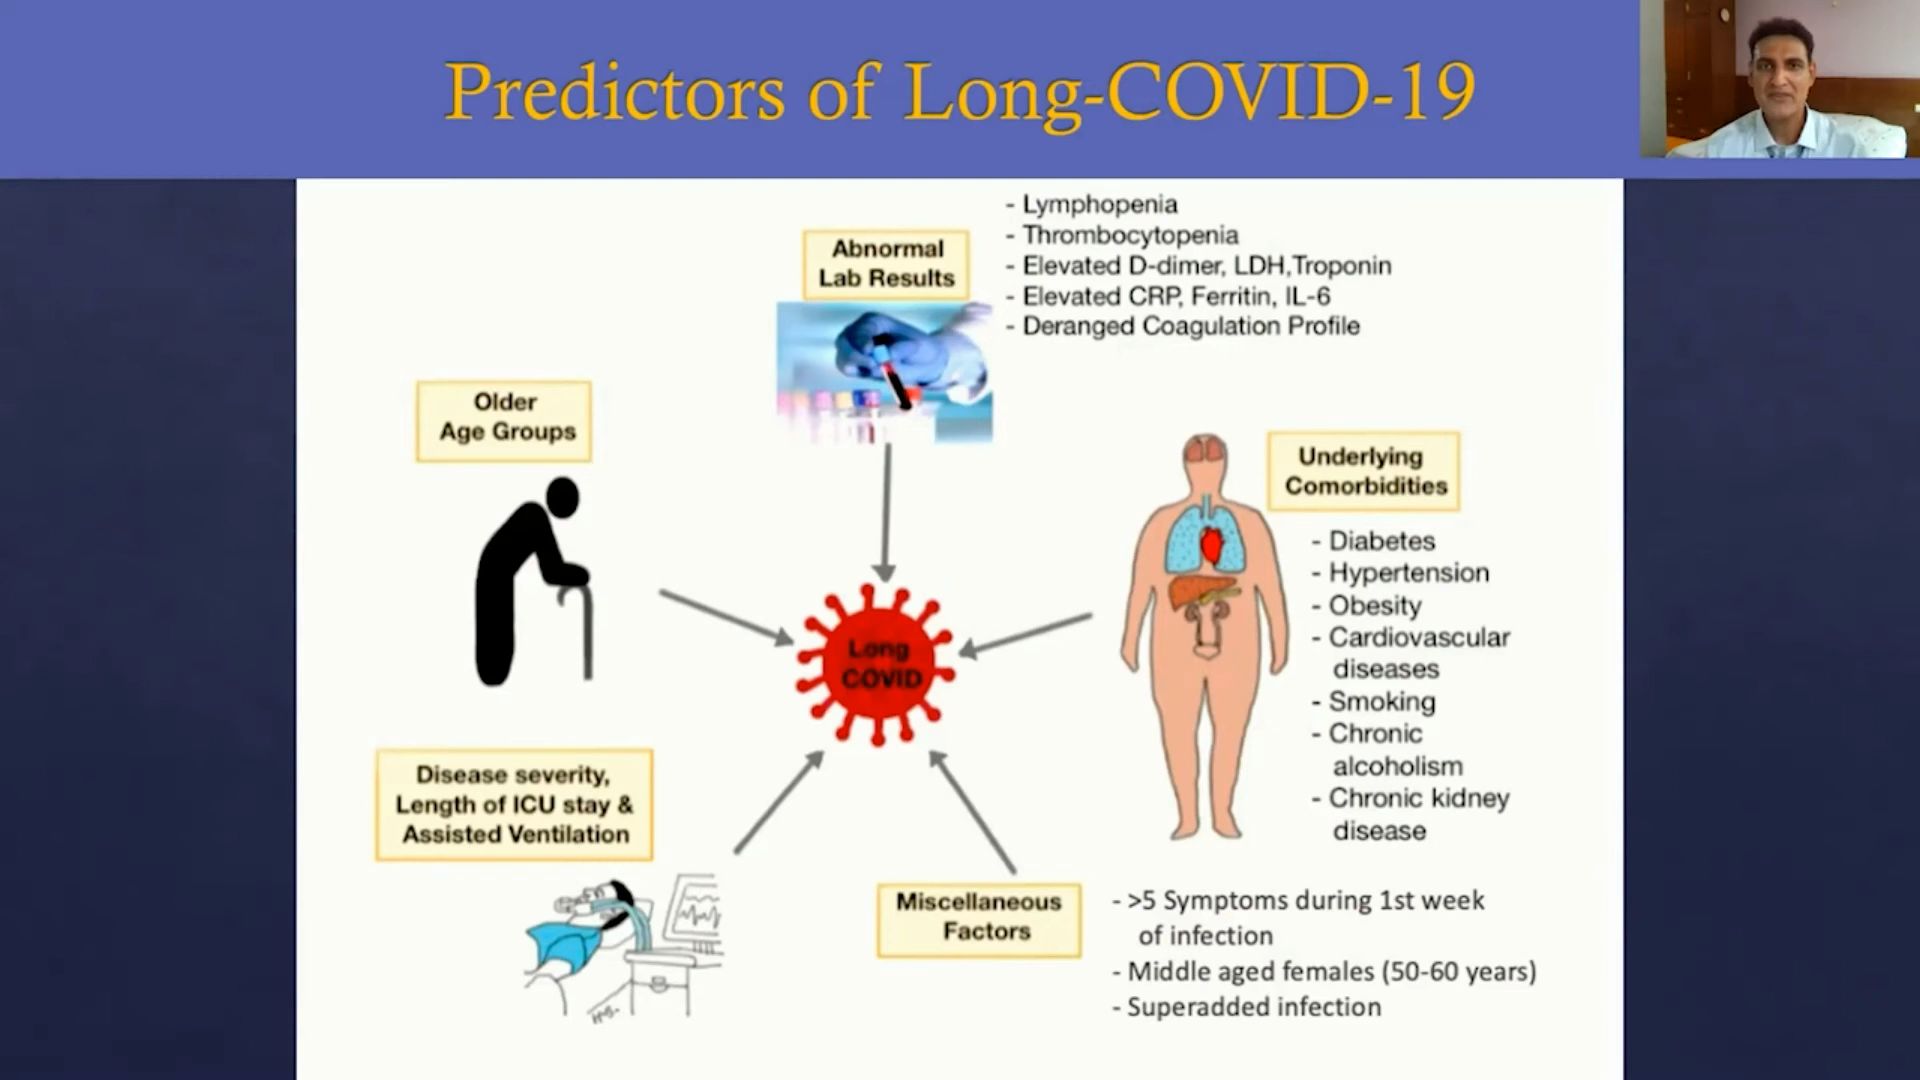 Predictors of Long-COVID-19
Abnormal
Lab Results
- Lymphopenia
- Thrombocytopenia
- Elevated D-dimer, LDH,Troponin
- Elevated CRP, Ferritin, IL-6
- Deranged Coagulation Profile
Older
Age Groups
Underlying
Comorbidities
- Diabetes
- Hypertension
- Obesity
- Cardiovascular
diseases
- Smoking
- Chronic
alcoholism
- Chronic kidney
disease
Long
COVID
Disease severity,
Length of ICU stay &
Assisted Ventilation
Miscellaneous
Factors
- >5 Symptoms during 1st week
of infection
- Middle aged females (50-60 years)
- Superadded infection